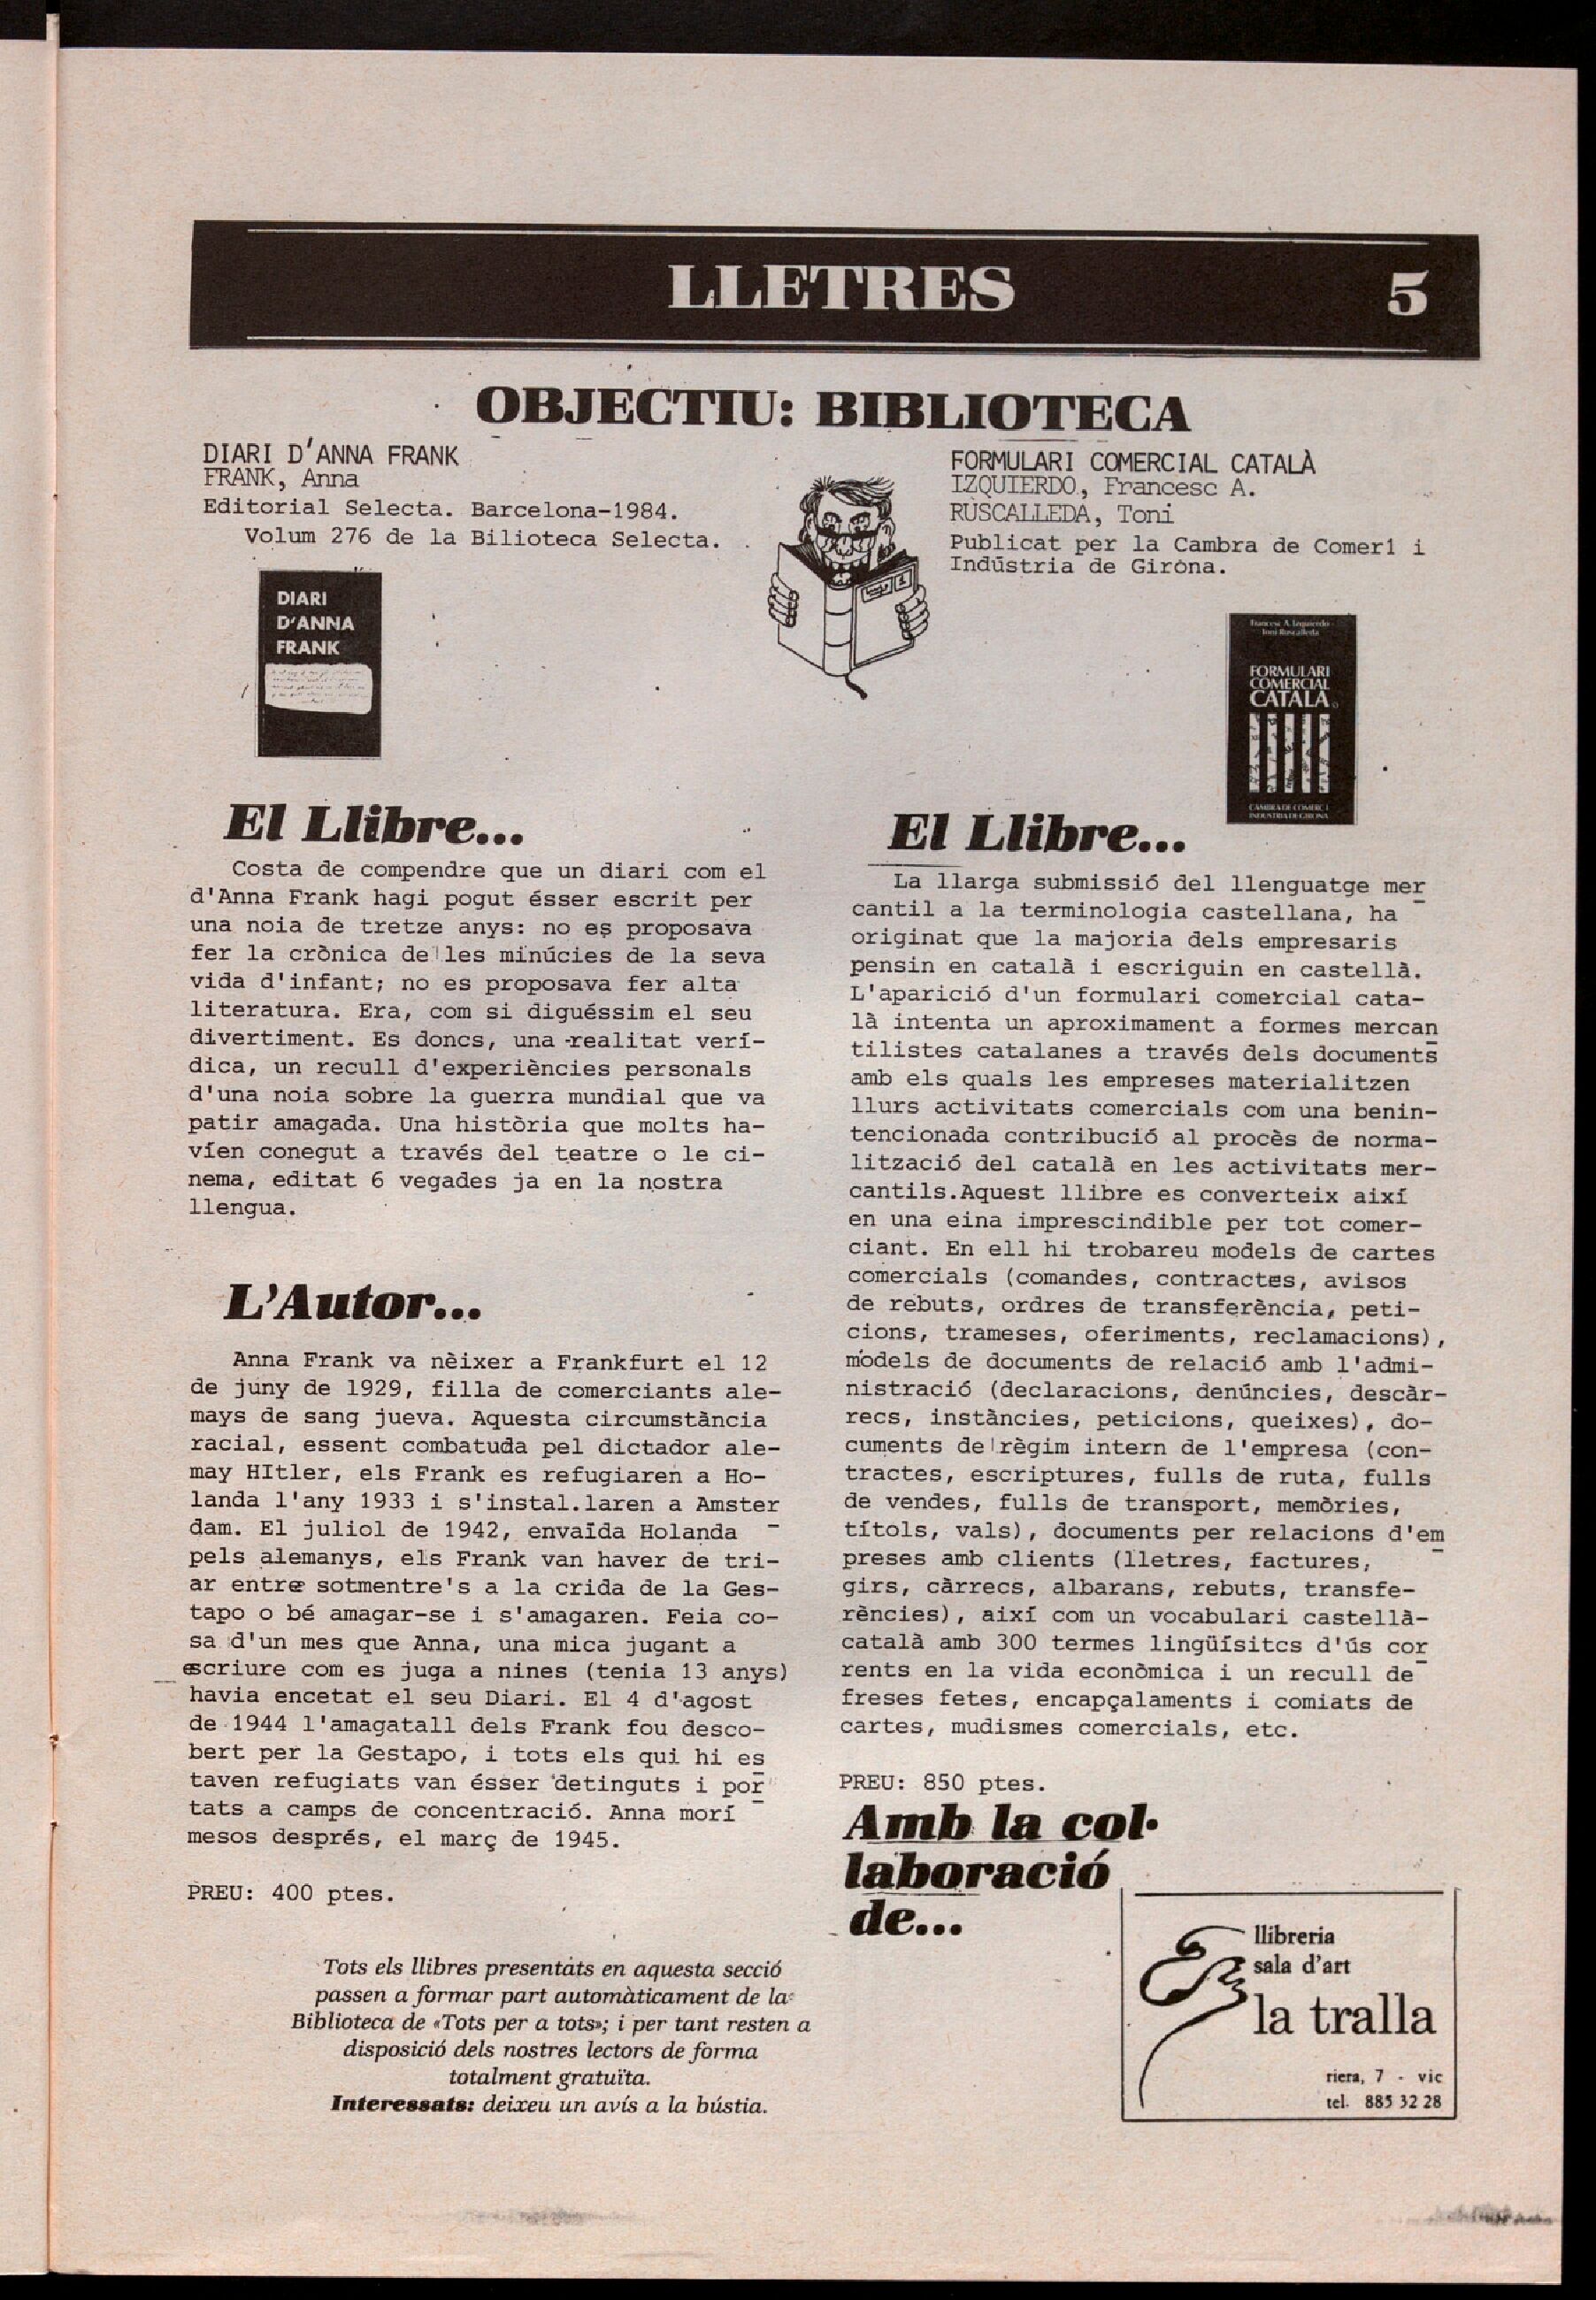 LLETRES
5
OBJECTIU: BIBLIOTECA
DIARI D'ANNA FRANK
FRANK, Anna
Editorial Selecta. Barcelona-1984.
Volum 276 de la Bilioteca Selecta.
DIARI
D'ANNA
FRANK
El Llibre...
Costa de compendre que un diari com el
d'Anna Frank hagi pogut ésser escrit per
una noia de tretze anys: no es proposava
fer la crònica de les minúcies de la seva
vida d'infant; no es proposava fer alta
literatura. Era, com si diguéssim el seu
divertiment. Es doncs, una realitat verí-
dica, un recull d'experiències personals
d'una noia sobre la guerra mundial que va
patir amagada. Una història que molts ha-
víen conegut a través del teatre o le ci-
nema, editat 6 vegades ja en la nostra
llengua.
L'Autor...
Anna Frank va nèixer a Frankfurt el 12
de juny de 1929, filla de comerciants ale-
mays de sang jueva. Aquesta circumstància
racial, essent combatuda pel dictador ale-
may HItler, els Frank es refugiaren a Ho-
landa l'any 1933 i s'instal.laren a Amster
dam. El juliol de 1942, envaïda Holanda -
pels alemanys, els Frank van haver de tri-
ar entre sotmentre's a la crida de la Ges-
tapo o bé amagar-se i s'amagaren. Feia co-
sa d'un mes que Anna, una mica jugant a
escriure com es juga a nines (tenia 13 anys)
havia encetat el seu Diari. El 4 d'agost
de 1944 l'amagatall dels Frank fou desco-
bert per la Gestapo, i tots els qui hi es
taven refugiats van ésser detinguts i por
tats a camps de concentració. Anna morí
mesos després, el març de 1945.
PREU: 400 ptes.
Tots els llibres presentats en aquesta secció
passen a formar part automàticament de la
Biblioteca de «Tots per a tots»; i per tant resten a
disposició dels nostres lectors de forma
totalment gratuïta.
Interessats: deixeu un avís a la bústia.
FORMULARI COMERCIAL CATALÀ
IZQUIERDO, Francesc A.
RUSCALLEDA, Toni
Publicat per la Cambra de Comer1 i
Indústria de Girona.
Francesc A. Izquierdo
Toni Ruscalleda
FORMULARI
COMERCIAL
CATALÀ
CAMBRA DE COMERÇ I
INDUSTRIA DE GIRONA
El Llibre...
La llarga submissió del llenguatge mer
cantil a la terminologia castellana, ha
originat que la majoria dels empresaris
pensin en català i escriguin en castellà.
L'aparició d'un formulari comercial cata-
là intenta un aproximament a formes mercan
tilistes catalanes a través dels documents
amb els quals les empreses materialitzen
llurs activitats comercials com una benin-
tencionada contribució al procès de norma-
lització del català en les activitats mer-
cantils.Aquest llibre es converteix així
en una eina imprescindible per tot comer-
ciant. En ell hi trobareu models de cartes
comercials (comandes, contractes, avisos
de rebuts, ordres de transferència, peti-
cions, trameses, oferiments, reclamacions),
models de documents de relació amb l'admi-
nistració (declaracions, denúncies, descàr-
recs, instàncies, peticions, queixes), do-
cuments de règim intern de l'empresa (con-
tractes, escriptures, fulls de ruta, fulls
de vendes, fulls de transport, memòries,
títols, vals), documents per relacions d'em
preses amb clients (lletres, factures,
girs, càrrecs, albarans, rebuts, transfe-
rències), així com un vocabulari castellà-
català amb 300 termes lingüísitcs d'ús cor
rents en la vida econòmica i un recull de
freses fetes, encapçalaments i comiats de
cartes, mudismes comercials, etc.
PREU: 850 ptes.
Amb la col·
laboració
de...
llibreria
sala d'art
la tralla
riera, 7 - vic
tel. 885 32 28